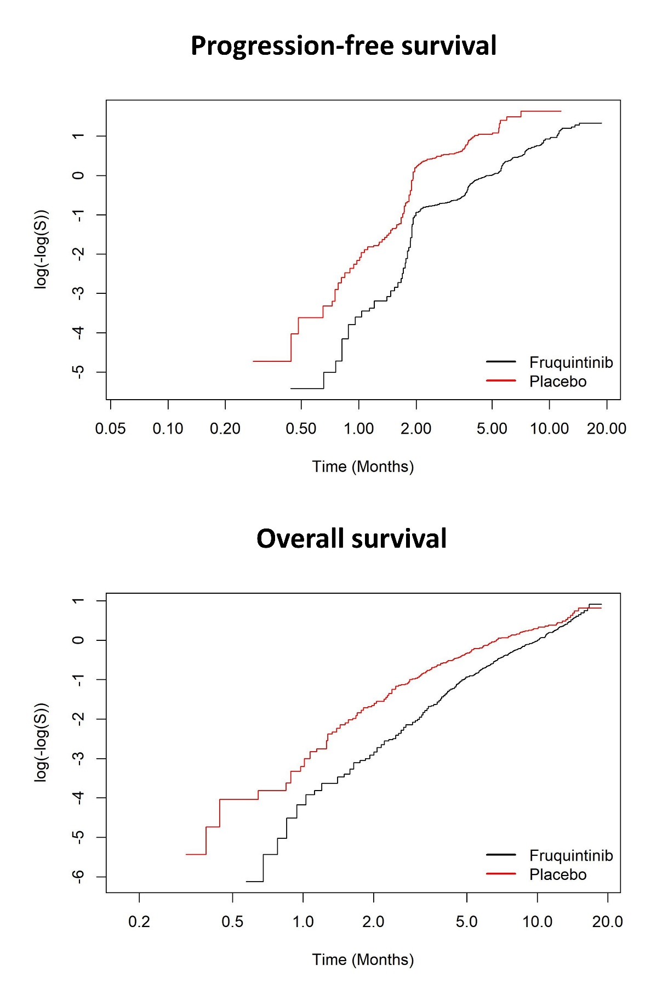 Progression-free survival
log(-log(S))
1
0
-1
-2
-3
-4
-5
Fruquintinib
Placebo
0.05 0.10 0.20 0.50 1.00 2.00 5.00 10.00 20.00
Time (Months)
Overall survival
log(-log(S))
1
0
-1
-2
-3
-4
-5
-6
Fruquintinib
Placebo
0.2 0.5 1.0 2.0 5.0 10.0 20.0
Time (Months)